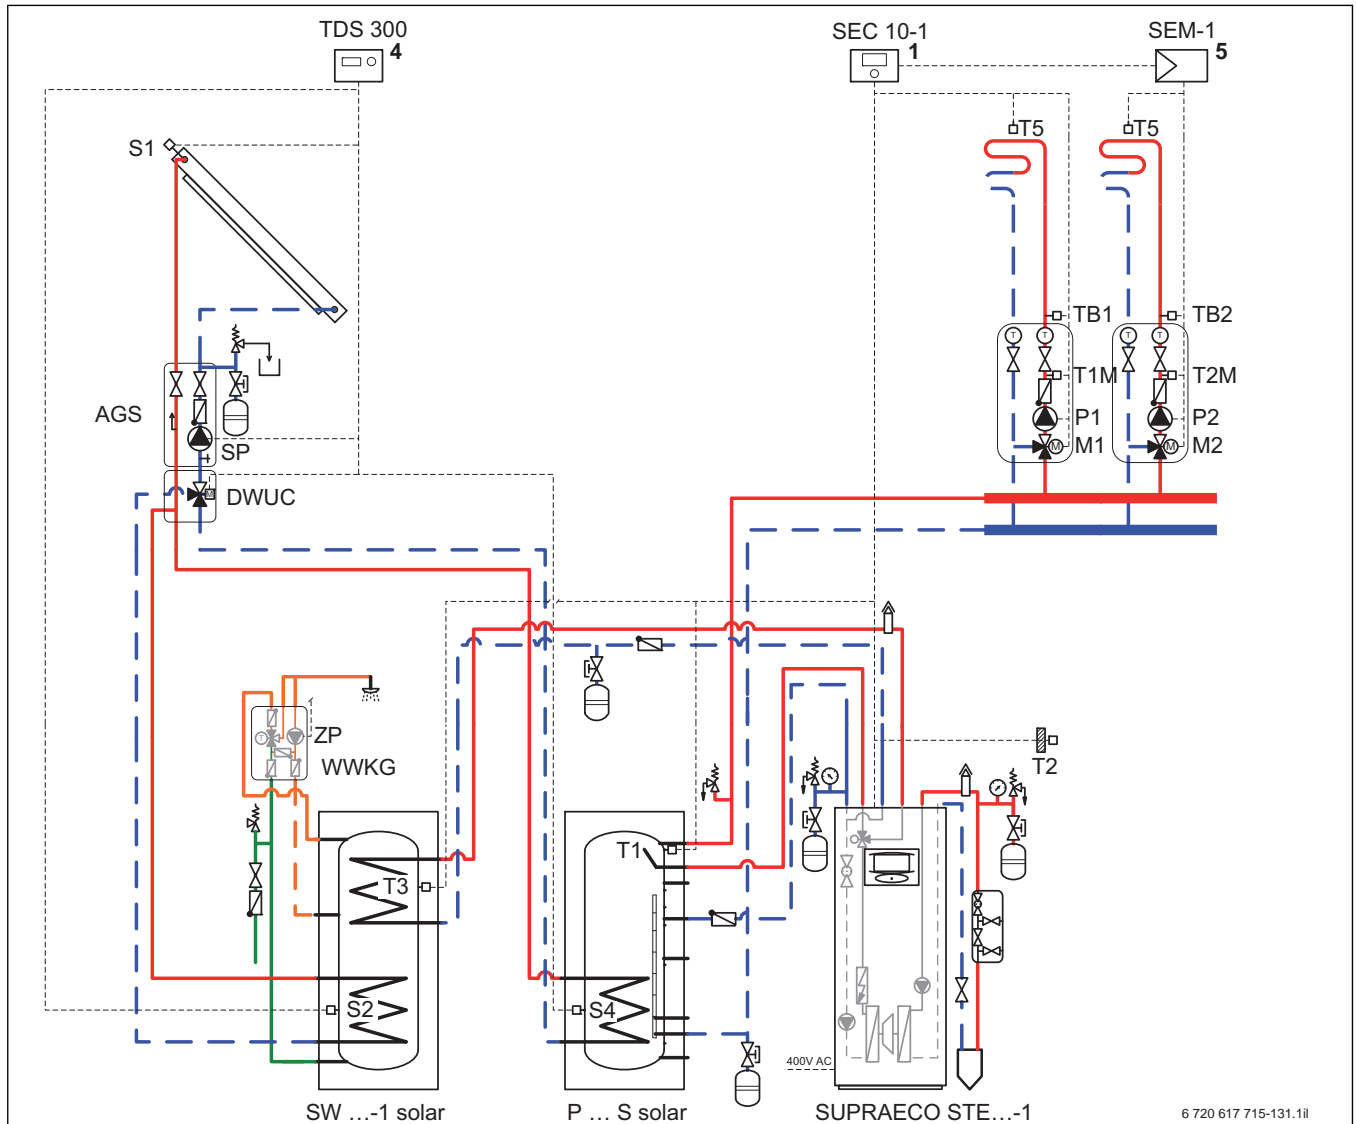 TDS 300
4
SEC 10-1
1
SEM-1
5
S1
T5
T5
TB1
TB2
T
T
T
T
T1M
T2M
AGS
P1
P2
SP
M
M1
M
M2
M
DWUC
ZP
T
WWKG
T2
T1
T3
S2
S4
400V AC
SW ...-1 solar
P ... S solar
SUPRAECO STE...-1
6 720 617 715-131.1il